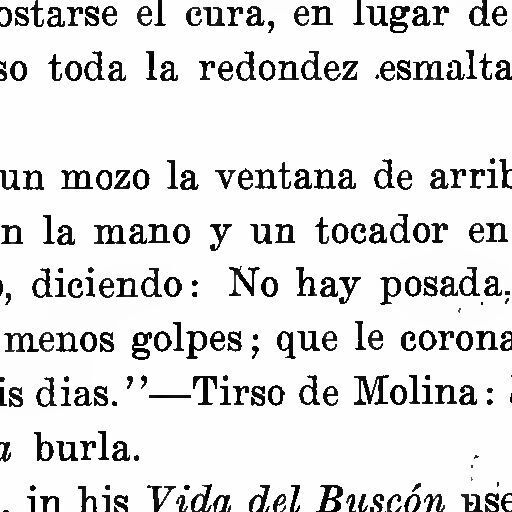 ostarse el cura, en lugar de
so toda la redondez esmalta
un mozo la ventana de arrib
n la mano y un tocador en
o, diciendo: No hay posada,
menos golpes; que le corona
is dias."—Tirso de Molina:
a burla.
. in his Vida del Buscón use